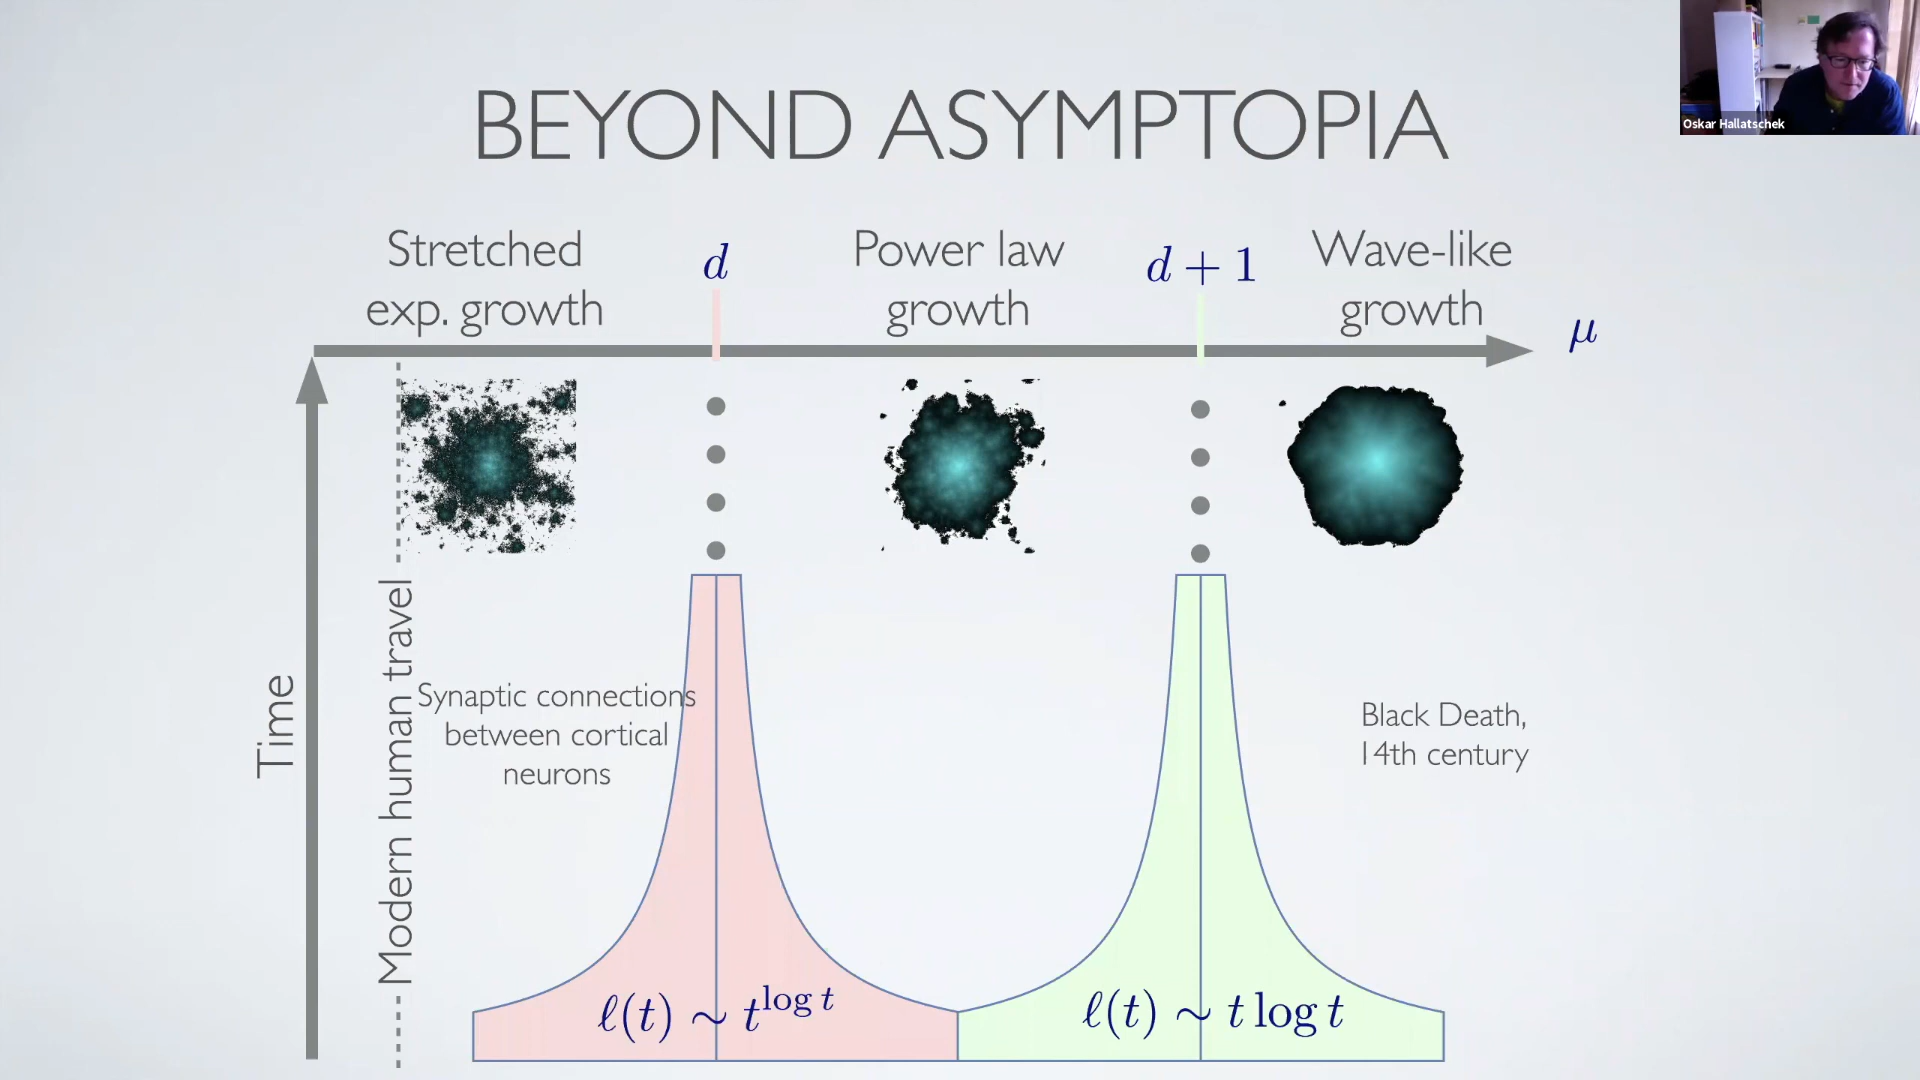 Oskar Hallatschek
BEYOND ASYMPTOPIA
Stretched
exp. growth
d
Power law
growth
d + 1
Wave-like
growth
μ
Time
Modern human travel
Synaptic connections
between cortical
neurons
Black Death,
14th century
ℓ(t) ∼ t^{log t}
ℓ(t) ∼ t log t